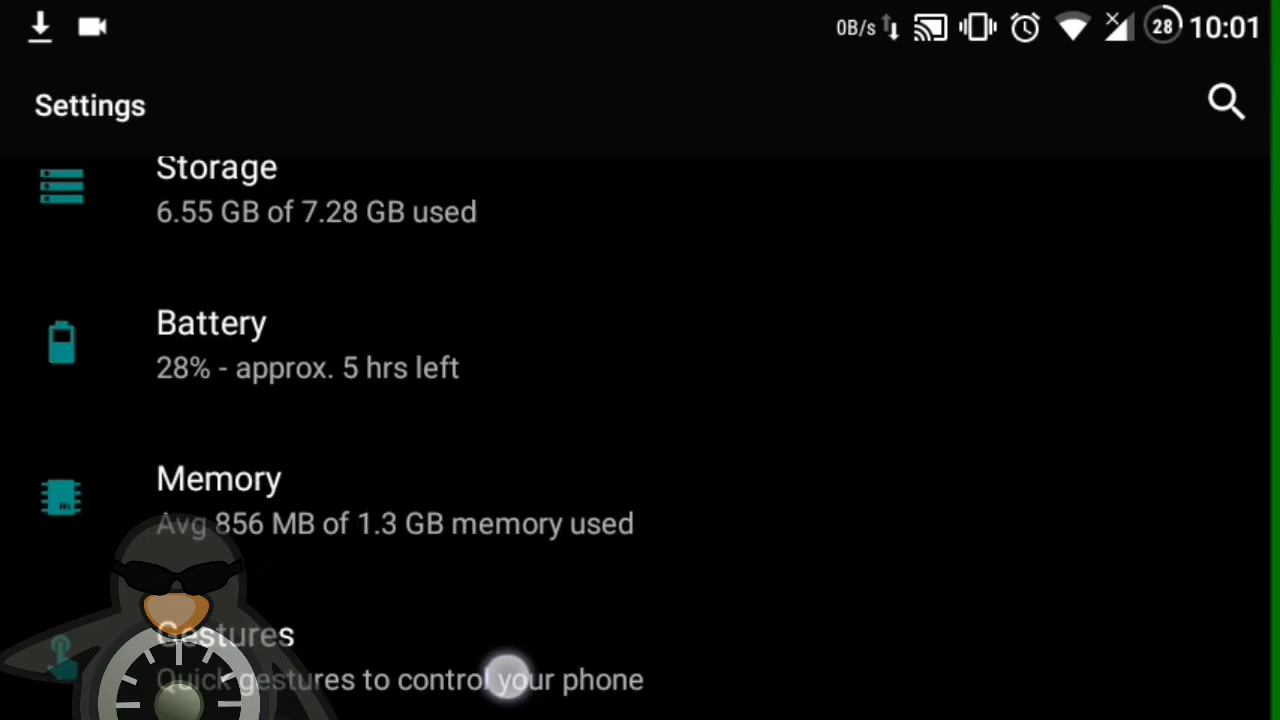 0B/s 28 10:01
Settings
Storage
6.55 GB of 7.28 GB used
Battery
28% - approx. 5 hrs left
Memory
Avg 856 MB of 1.3 GB memory used
Gestures
Quick gestures to control your phone